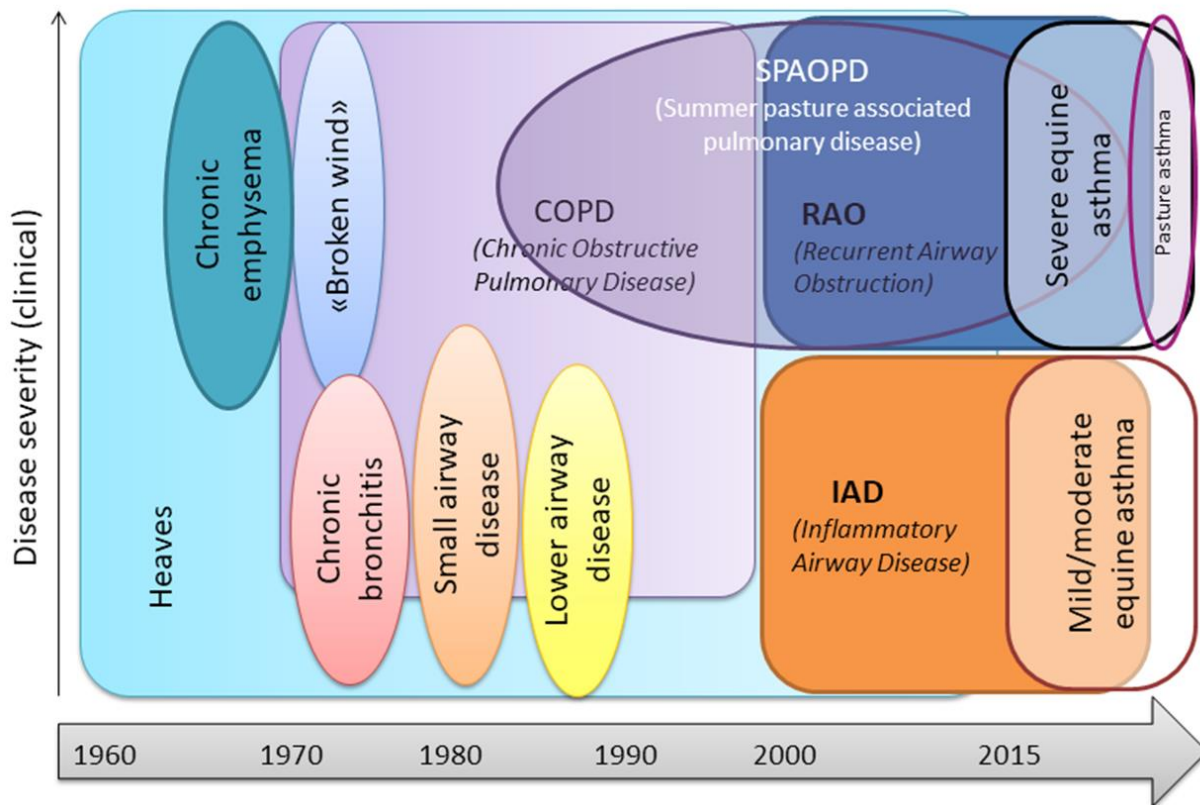 Disease severity (clinical)
Heaves
Chronic
emphysema
«Broken wind»
Chronic
bronchitis
Small airway
disease
Lower airway
disease
COPD
(Chronic Obstructive
Pulmonary Disease)
SPAOPD
(Summer pasture associated
pulmonary disease)
RAO
(Recurrent Airway
Obstruction)
IAD
(Inflammatory
Airway Disease)
Severe equine
asthma
Pasture asthma
Mild/moderate
equine asthma
1960 1970 1980 1990 2000 2015